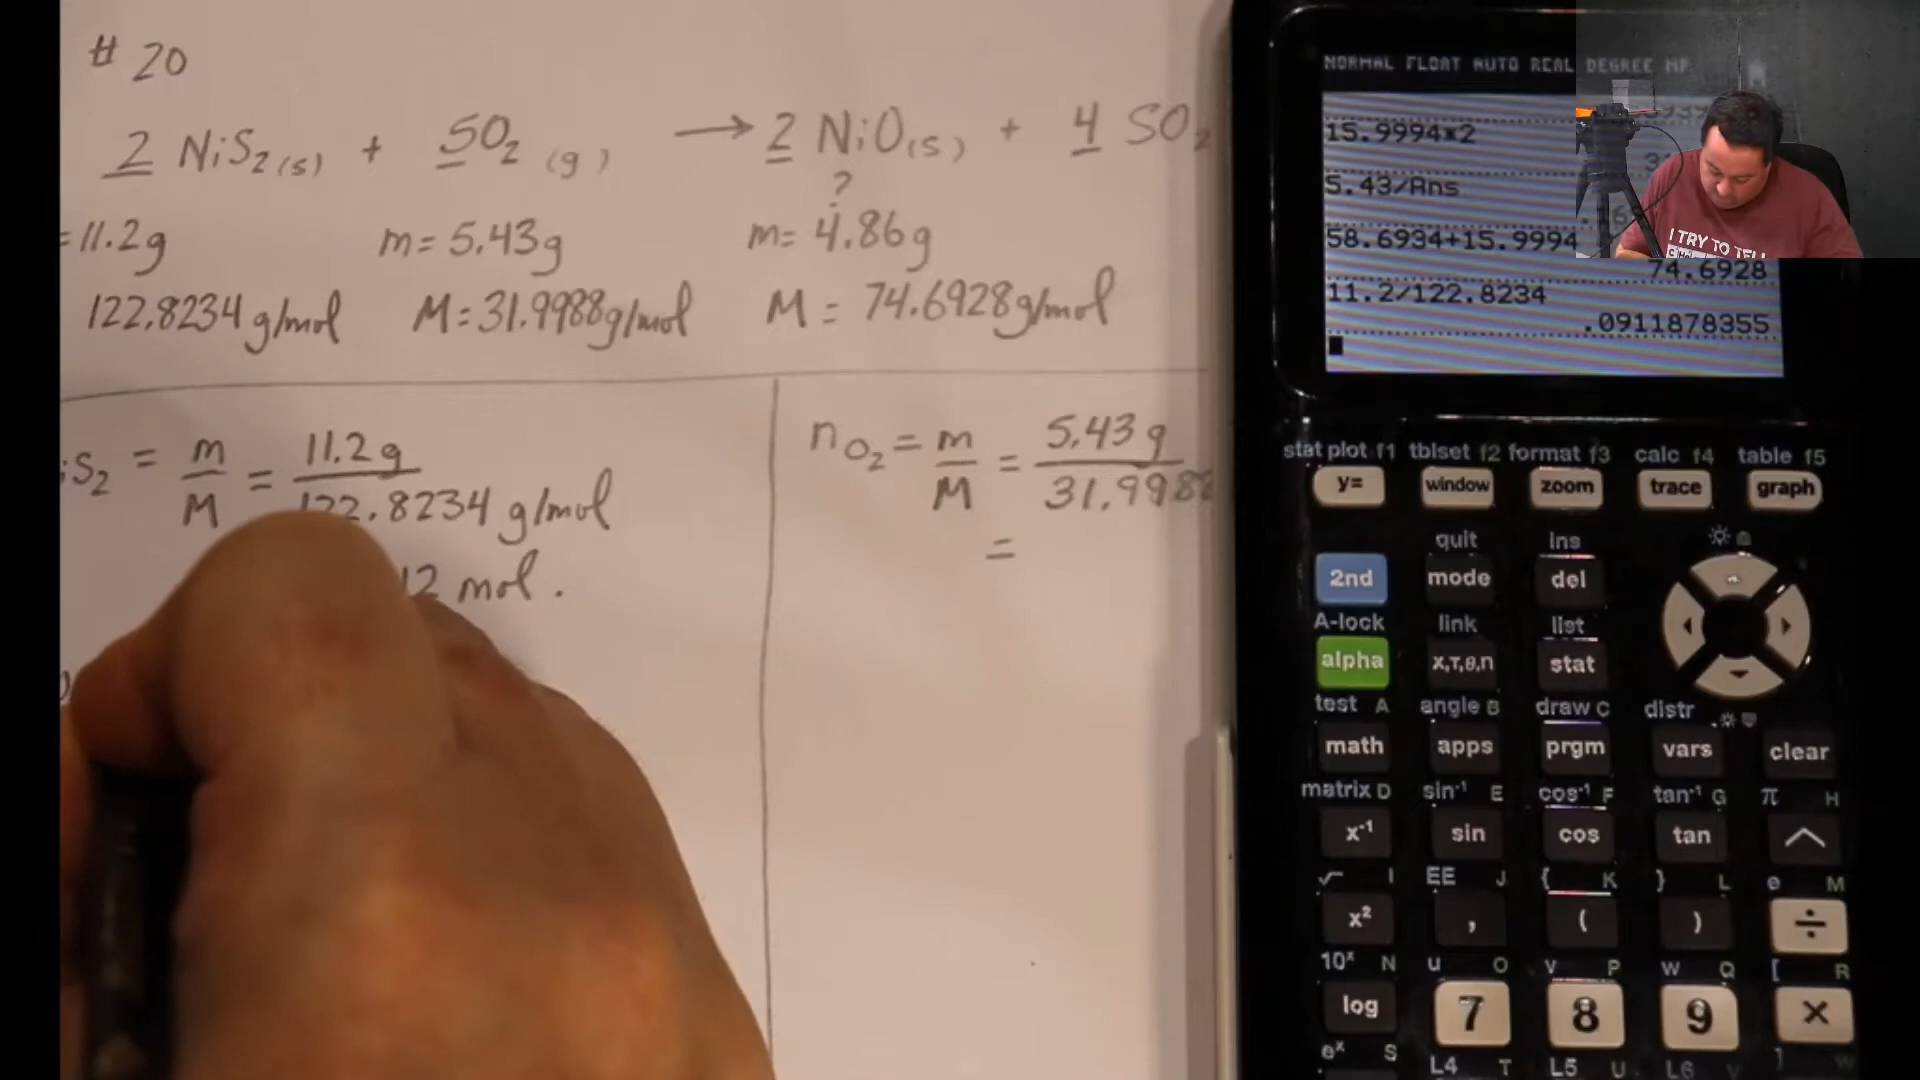 # 20
2 NiS2(s) + 5O2 (g) → 2 NiO(s) + 4 SO2
?
=11.2g m= 5.43g m= 4.86g
122.8234 g/mol M= 31.9988g/mol M = 74.6928g/mol
iS2 = m/M = 11.2g/122.8234 g/mol
12 mol.
nO2 = m/M = 5.43 g/31.9988
=
NORMAL FLOAT AUTO REAL DEGREE MP
15.9994*2
5.43/Ans
58.6934+15.9994
74.6928
11.2/122.8234
.0911878355
I TRY TO TELL
stat plot f1 tblset f2 format f3 calc f4 table f5
y= window zoom trace graph
quit ins
2nd mode del
A-lock link list
alpha X,T,θ,n stat
test A angle B draw C distr
math apps prgm vars clear
matrix D sin-1 E cos-1 F tan-1 G π H
x-1 sin cos tan ^
√ I EE J { K } L e M
x2 , ( ) ÷
10x N u O v P w Q [ R
log 7 8 9 ×
ex S L4 T L5 U L6 V ] W